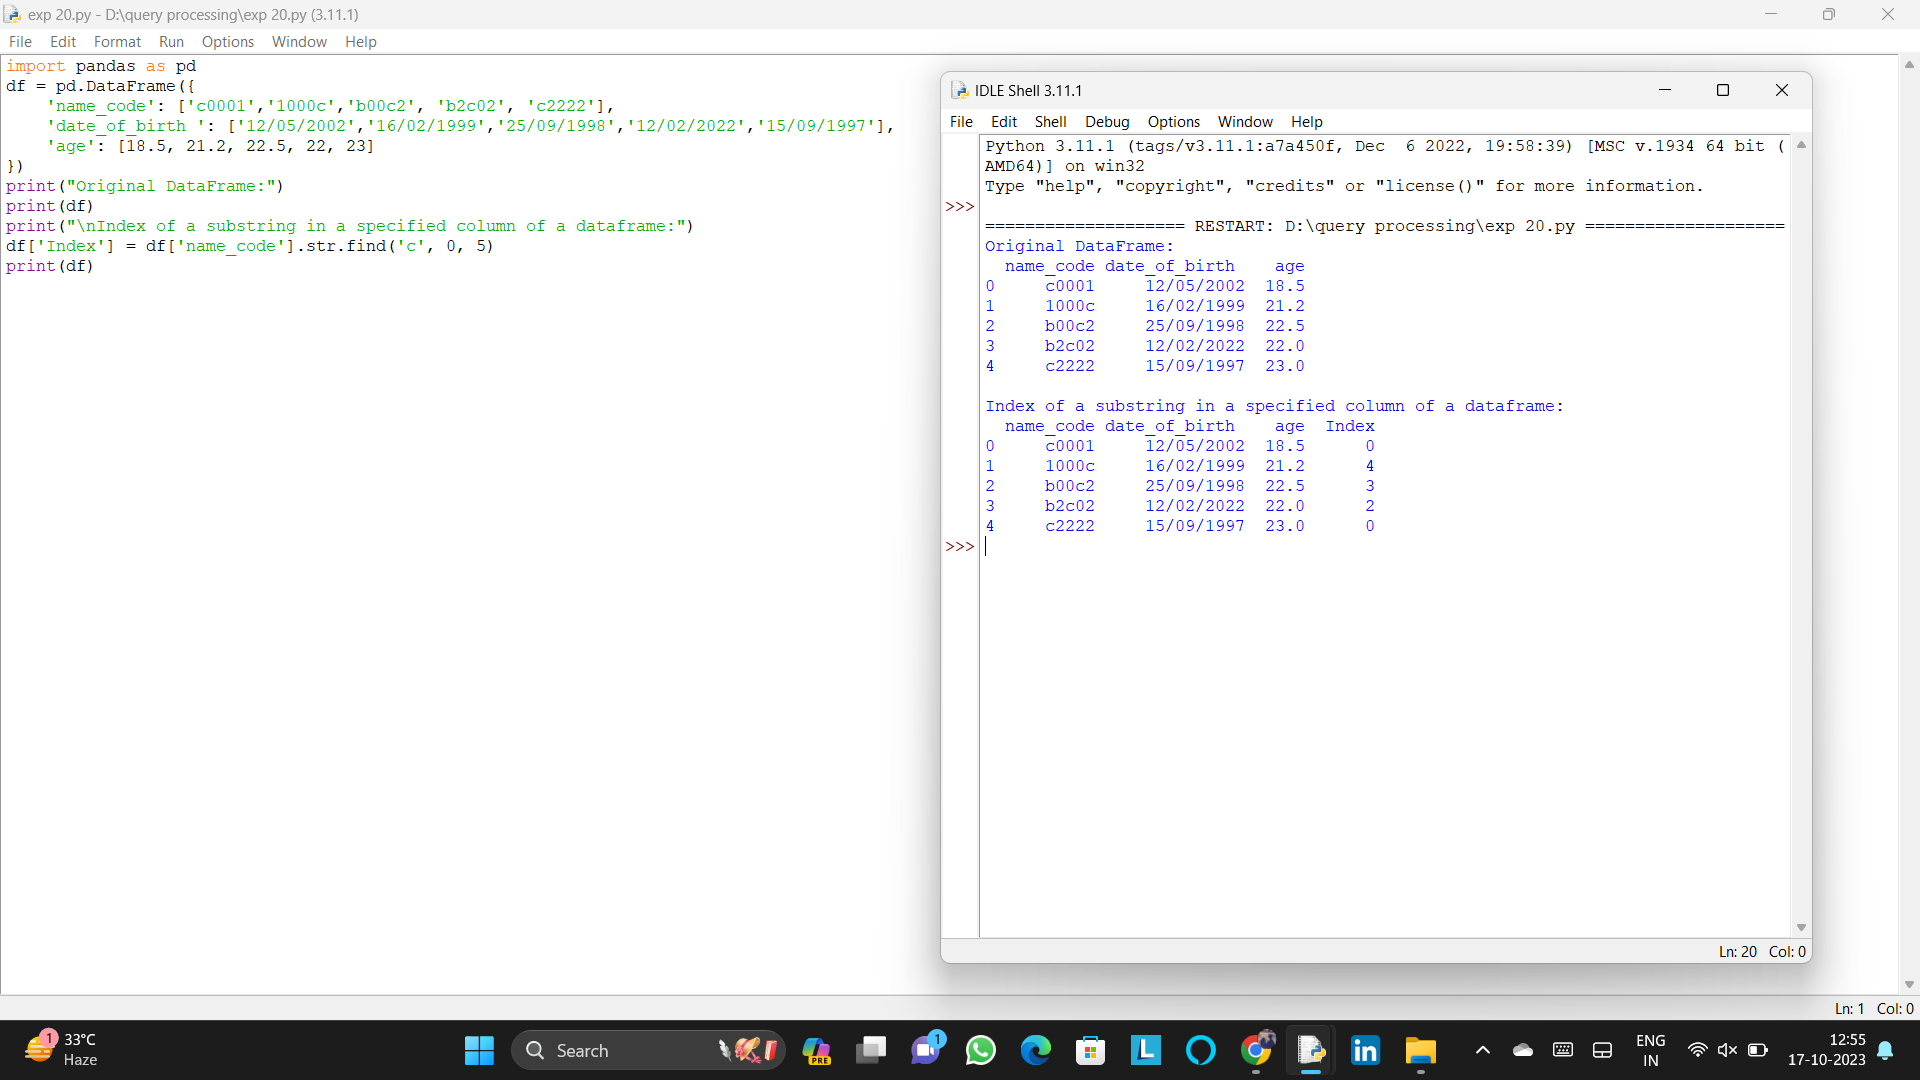 exp 20.py - D:\query processing\exp 20.py (3.11.1)
File Edit Format Run Options Window Help
import pandas as pd
df = pd.DataFrame({
    'name_code': ['c0001','1000c','b00c2', 'b2c02', 'c2222'],
    'date_of_birth ': ['12/05/2002','16/02/1999','25/09/1998','12/02/2022','15/09/1997'],
    'age': [18.5, 21.2, 22.5, 22, 23]
})
print("Original DataFrame:")
print(df)
print("\nIndex of a substring in a specified column of a dataframe:")
df['Index'] = df['name_code'].str.find('c', 0, 5)
print(df)
IDLE Shell 3.11.1
File Edit Shell Debug Options Window Help
Python 3.11.1 (tags/v3.11.1:a7a450f, Dec  6 2022, 19:58:39) [MSC v.1934 64 bit (
AMD64)] on win32
Type "help", "copyright", "credits" or "license()" for more information.
>>>
==================== RESTART: D:\query processing\exp 20.py ====================
Original DataFrame:
  name_code date_of_birth    age
0     c0001     12/05/2002  18.5
1     1000c     16/02/1999  21.2
2     b00c2     25/09/1998  22.5
3     b2c02     12/02/2022  22.0
4     c2222     15/09/1997  23.0
Index of a substring in a specified column of a dataframe:
  name_code date_of_birth    age  Index
0     c0001     12/05/2002  18.5      0
1     1000c     16/02/1999  21.2      4
2     b00c2     25/09/1998  22.5      3
3     b2c02     12/02/2022  22.0      2
4     c2222     15/09/1997  23.0      0
>>>
Ln: 20 Col: 0
Ln: 1 Col: 0
1
33°C
Haze
Search
PRE
1
L
in
ENG
IN
12:55
17-10-2023